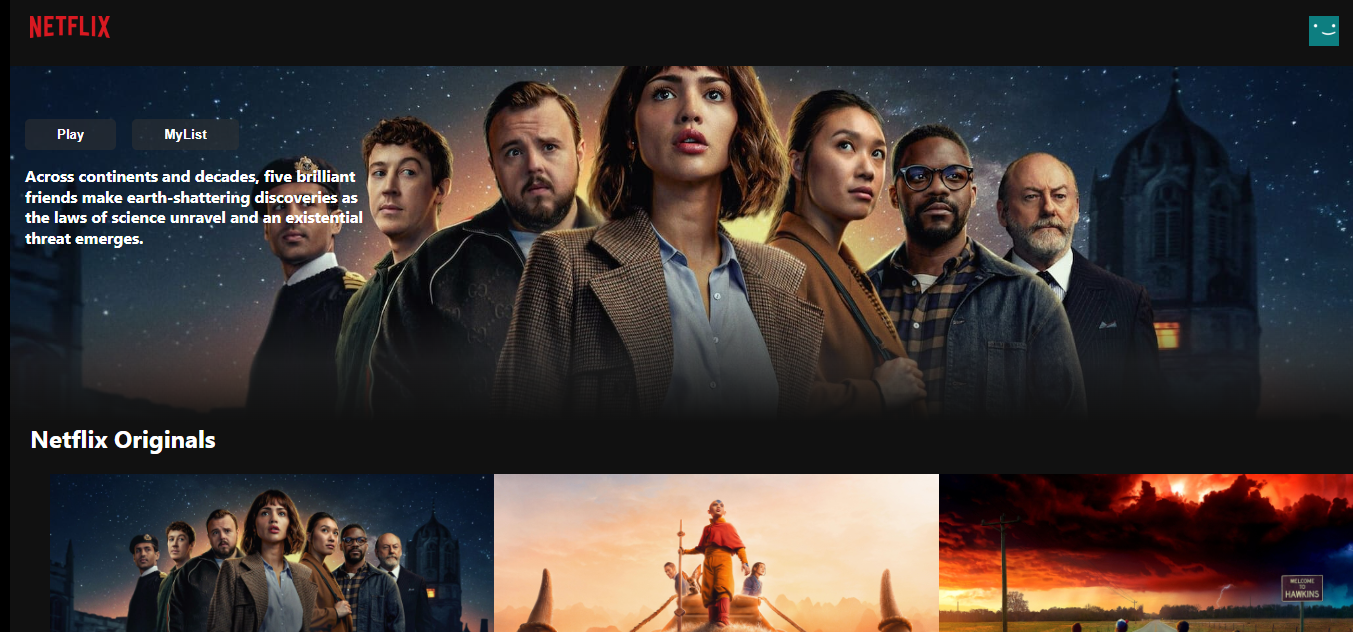 NETFLIX
Play
MyList
Across continents and decades, five brilliant
friends make earth-shattering discoveries as
the laws of science unravel and an existential
threat emerges.
Netflix Originals
WELCOME
TO
HAWKINS